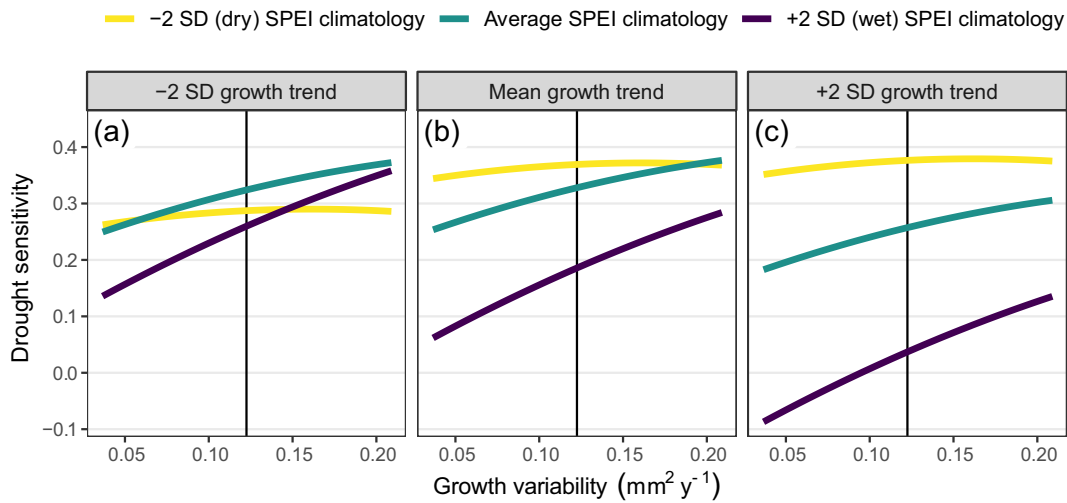 −2 SD (dry) SPEI climatology Average SPEI climatology +2 SD (wet) SPEI climatology
−2 SD growth trend Mean growth trend +2 SD growth trend
(a) (b) (c)
0.4
0.3
0.2
0.1
0.0
−0.1
Drought sensitivity
0.05 0.10 0.15 0.20 0.05 0.10 0.15 0.20 0.05 0.10 0.15 0.20
Growth variability (mm² y⁻¹)